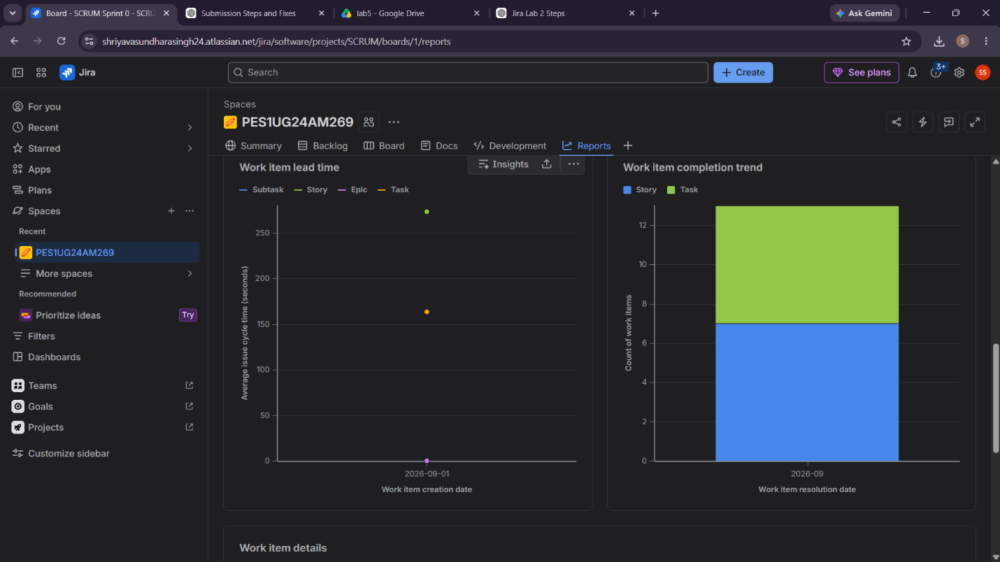 Board - SCRUM Sprint 0 - SCRU
Submission Steps and Fixes
lab5 - Google Drive
Jira Lab 2 Steps
Ask Gemini
shriyavasundharasingh24.atlassian.net/jira/software/projects/SCRUM/boards/1/reports
S
Jira
Search
Create
See plans
3+
SS
For you
Recent
Starred
Apps
Plans
Spaces
Recent
PES1UG24AM269
More spaces
Recommended
Prioritize ideas
Try
Filters
Dashboards
Teams
Goals
Projects
Customize sidebar
Spaces
PES1UG24AM269
Summary
Backlog
Board
Docs
Development
Reports
Work item lead time
Insights
Subtask
Story
Epic
Task
Average issue cycle time (seconds)
250
200
150
100
50
0
2026-09-01
Work item creation date
Work item completion trend
Story
Task
Count of work items
12
10
8
6
4
2
0
2026-09
Work item resolution date
Work item details